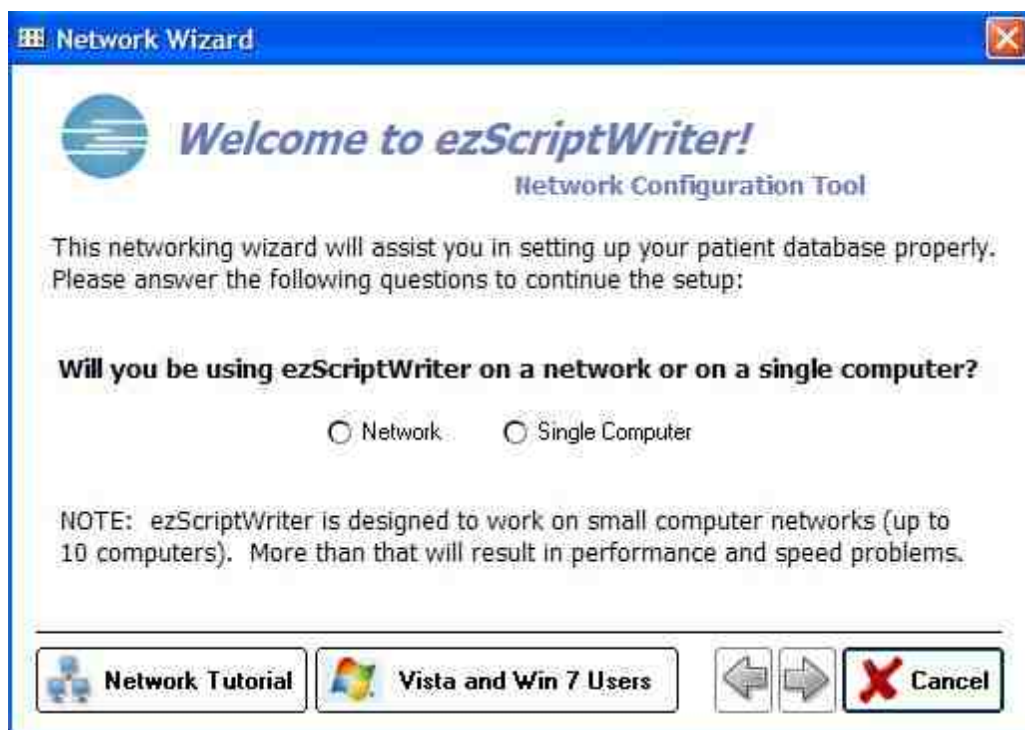 Network Wizard
Welcome to ezScriptWriter!
Network Configuration Tool
This networking wizard will assist you in setting up your patient database properly.
Please answer the following questions to continue the setup:
Will you be using ezScriptWriter on a network or on a single computer?
Network Single Computer
NOTE: ezScriptWriter is designed to work on small computer networks (up to
10 computers). More than that will result in performance and speed problems.
Network Tutorial Vista and Win 7 Users Cancel